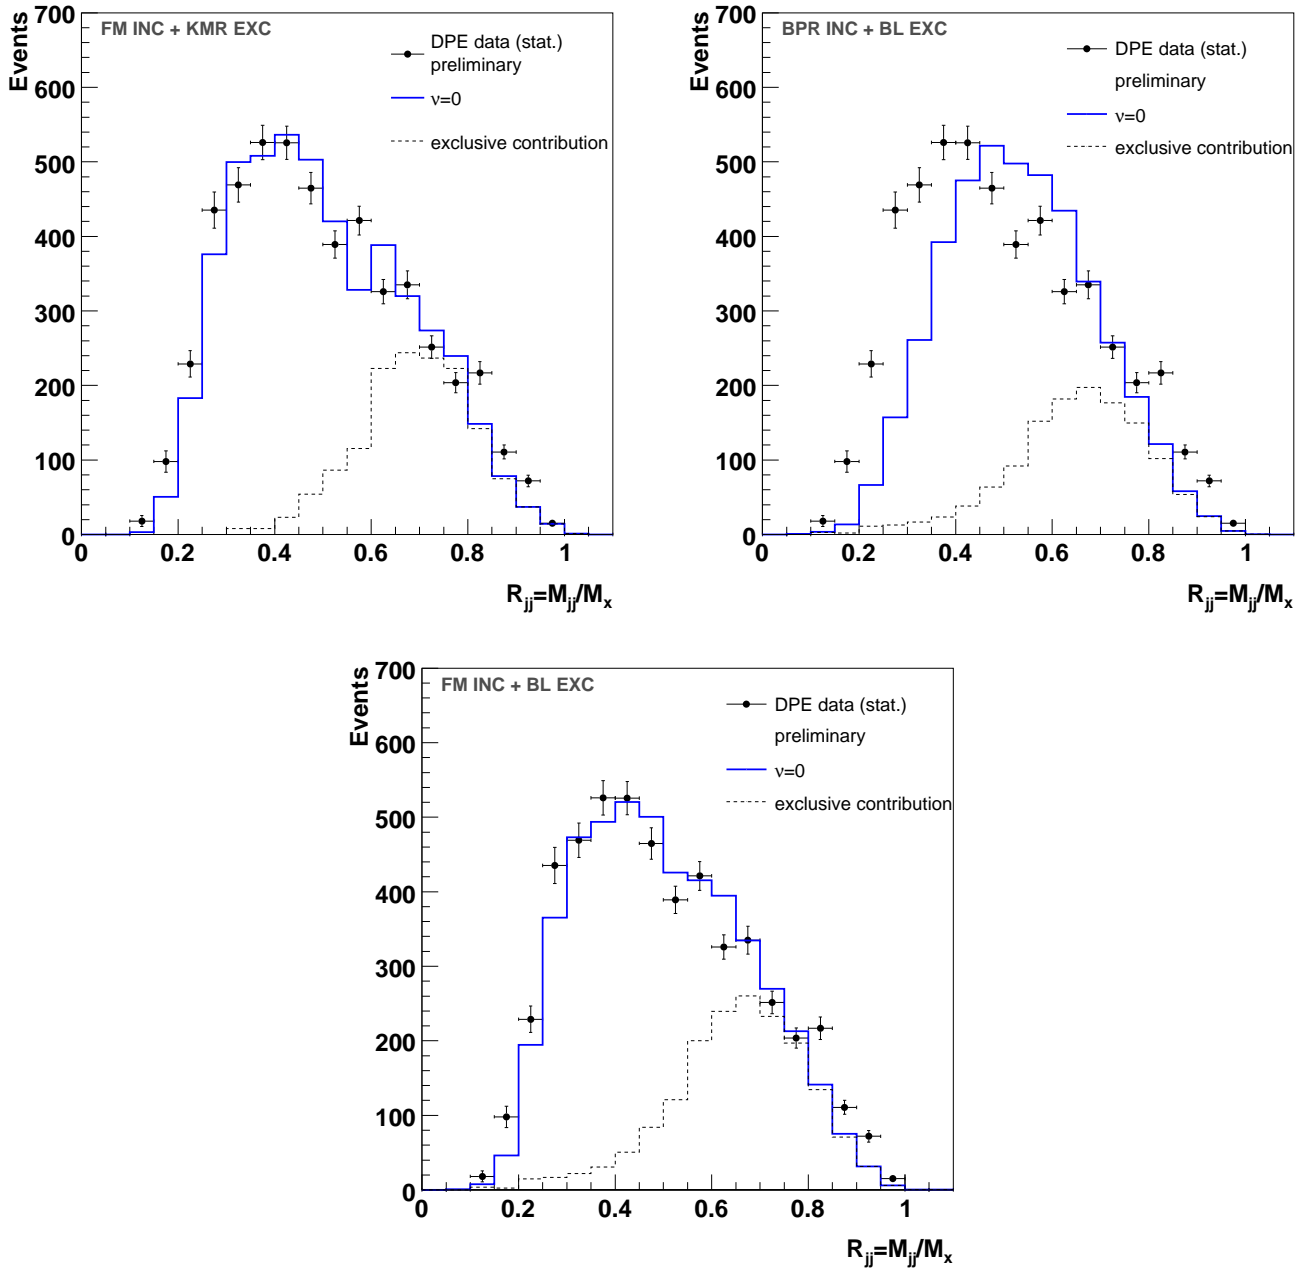 FM INC + KMR EXC
DPE data (stat.)
preliminary
ν=0
exclusive contribution
Events
700
600
500
400
300
200
100
0
0 0.2 0.4 0.6 0.8 1
R_jj=M_jj/M_x
BPR INC + BL EXC
DPE data (stat.)
preliminary
ν=0
exclusive contribution
Events
700
600
500
400
300
200
100
0
0 0.2 0.4 0.6 0.8 1
R_jj=M_jj/M_x
FM INC + BL EXC
DPE data (stat.)
preliminary
ν=0
exclusive contribution
Events
700
600
500
400
300
200
100
0
0 0.2 0.4 0.6 0.8 1
R_jj=M_jj/M_x